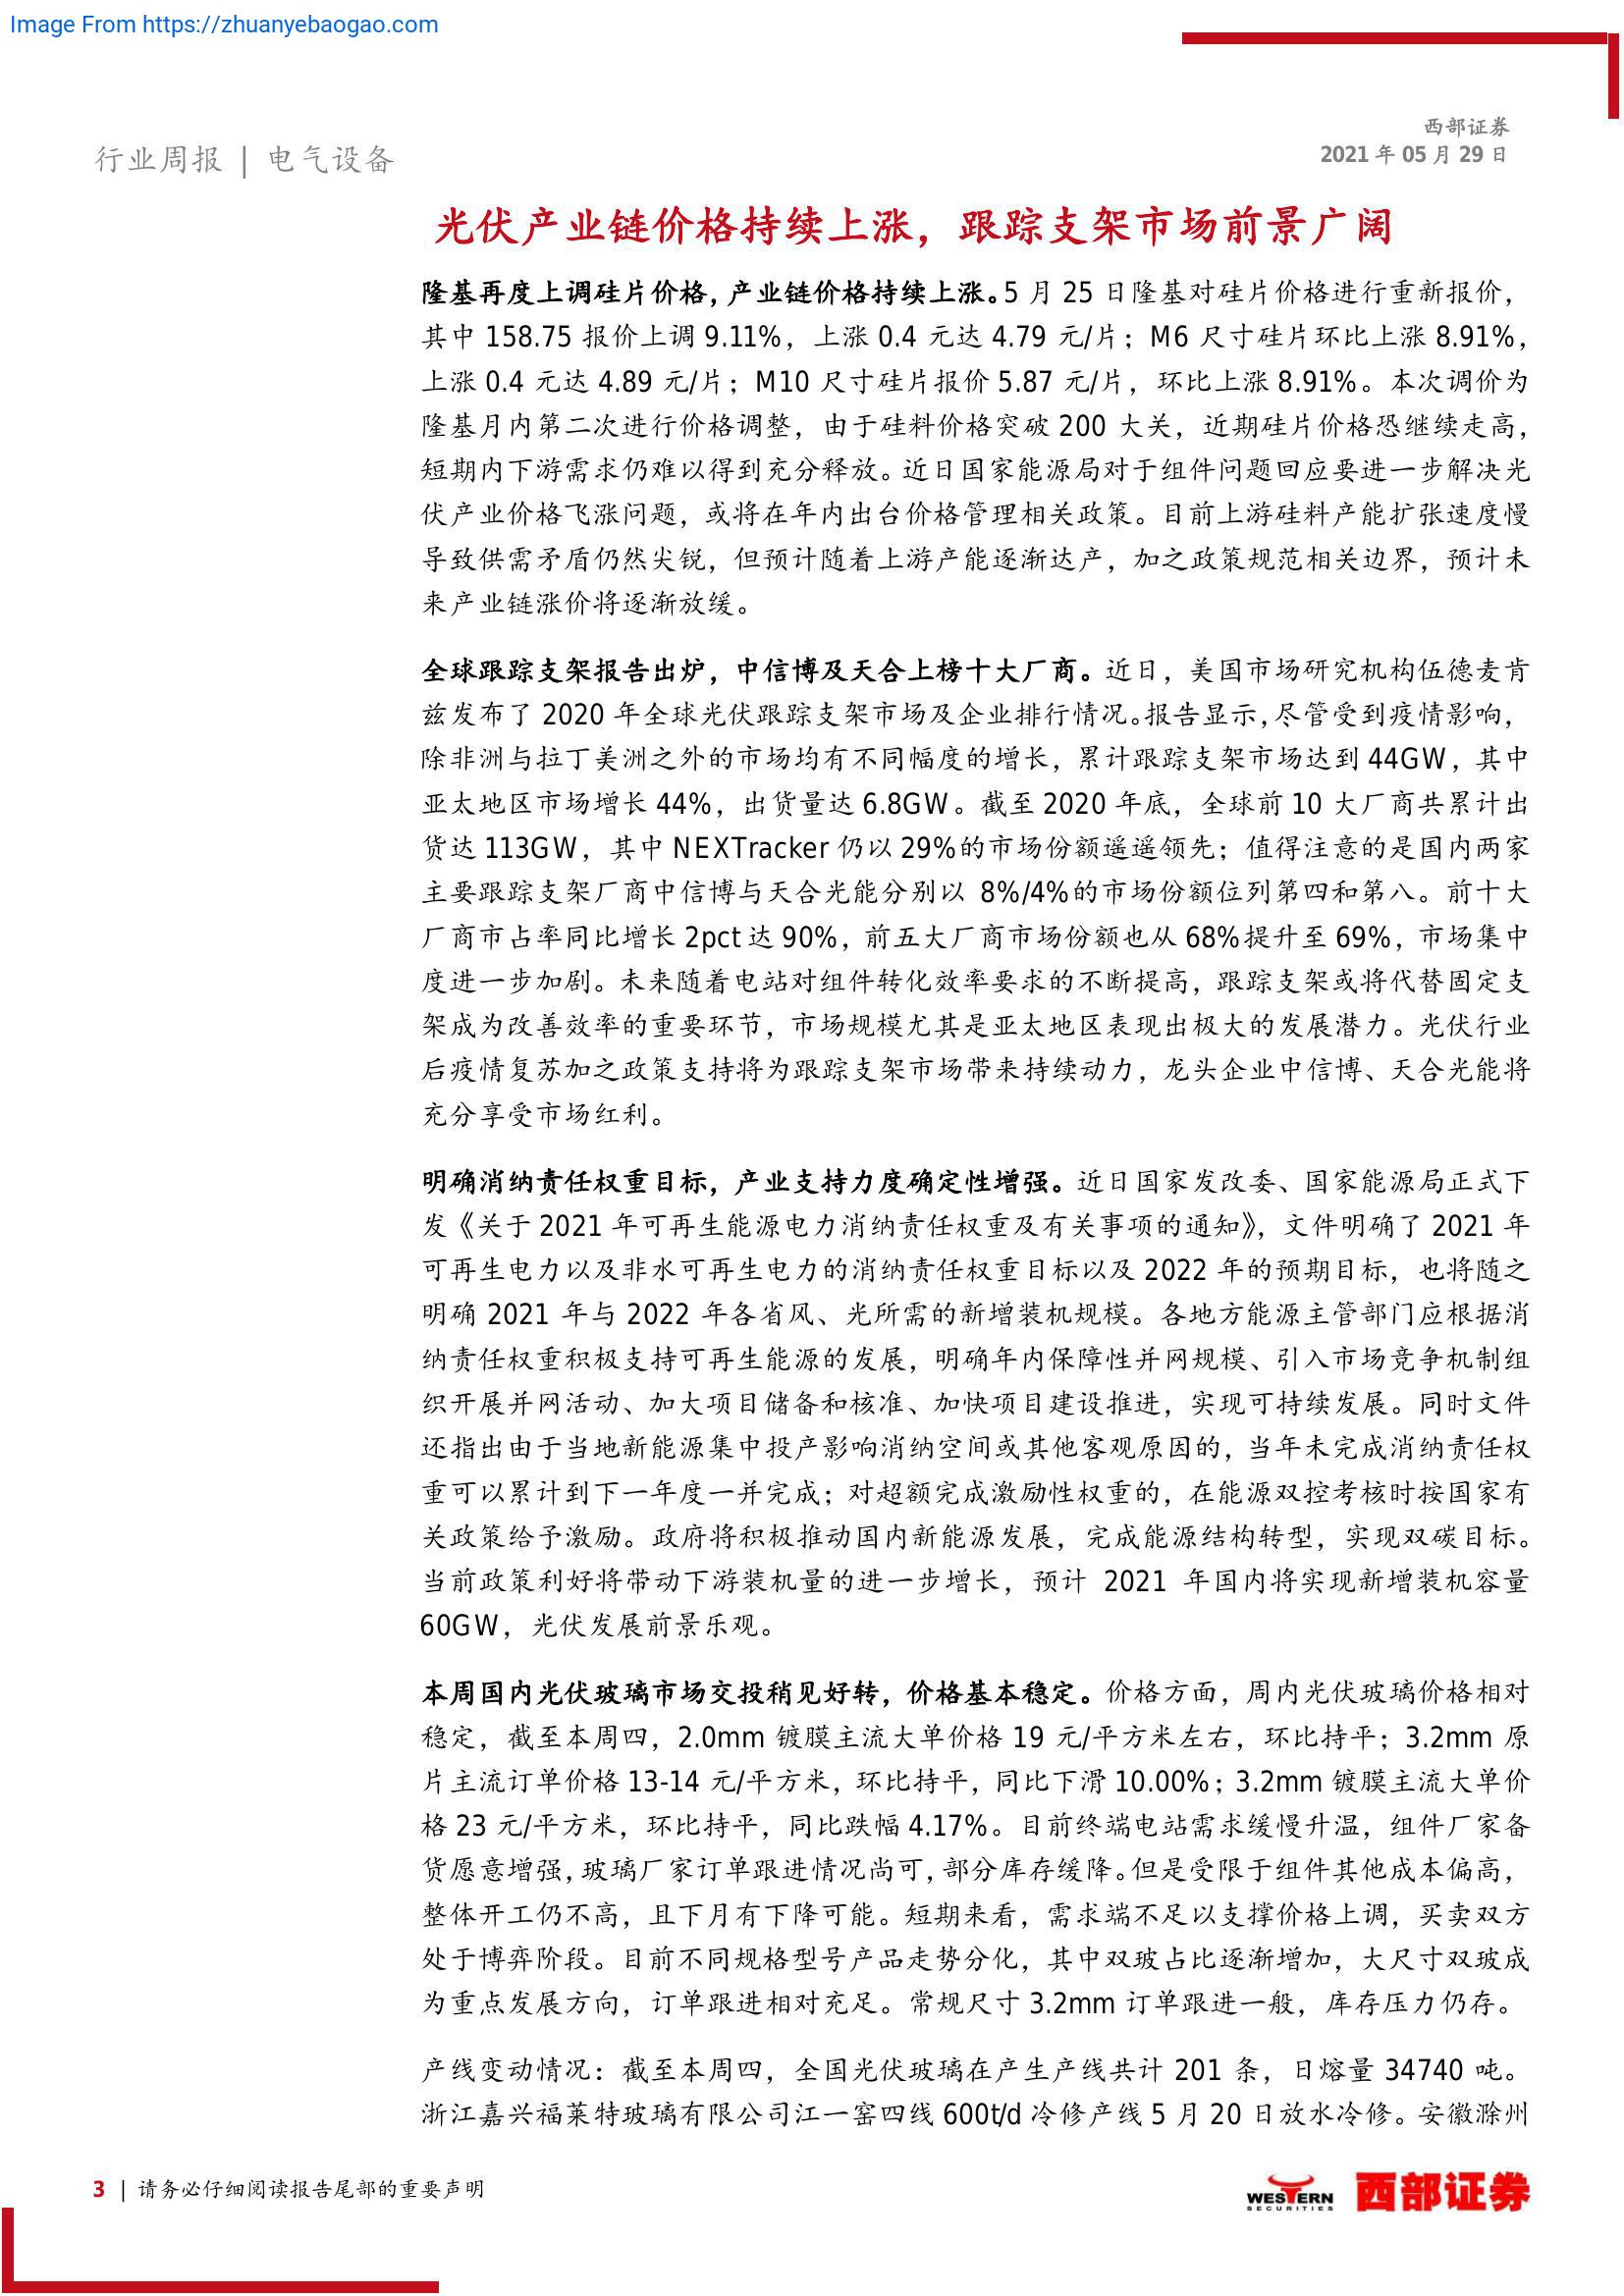 Image From https://zhuanyebaogao.com
西部证券
2021 年 05 月 29 日
行业周报 | 电气设备
光伏产业链价格持续上涨，跟踪支架市场前景广阔
隆基再度上调硅片价格，产业链价格持续上涨。5 月 25 日隆基对硅片价格进行重新报价，
其中 158.75 报价上调 9.11%，上涨 0.4 元达 4.79 元/片；M6 尺寸硅片环比上涨 8.91%，
上涨 0.4 元达 4.89 元/片；M10 尺寸硅片报价 5.87 元/片，环比上涨 8.91%。本次调价为
隆基月内第二次进行价格调整，由于硅料价格突破 200 大关，近期硅片价格恐继续走高，
短期内下游需求仍难以得到充分释放。近日国家能源局对于组件问题回应要进一步解决光
伏产业价格飞涨问题，或将在年内出台价格管理相关政策。目前上游硅料产能扩张速度慢
导致供需矛盾仍然尖锐，但预计随着上游产能逐渐达产，加之政策规范相关边界，预计未
来产业链涨价将逐渐放缓。
全球跟踪支架报告出炉，中信博及天合上榜十大厂商。近日，美国市场研究机构伍德麦肯
兹发布了 2020 年全球光伏跟踪支架市场及企业排行情况。报告显示，尽管受到疫情影响，
除非洲与拉丁美洲之外的市场均有不同幅度的增长，累计跟踪支架市场达到 44GW，其中
亚太地区市场增长 44%，出货量达 6.8GW。截至 2020 年底，全球前 10 大厂商共累计出
货达 113GW，其中 NEXTracker 仍以 29%的市场份额遥遥领先；值得注意的是国内两家
主要跟踪支架厂商中信博与天合光能分别以 8%/4%的市场份额位列第四和第八。前十大
厂商市占率同比增长 2pct 达 90%，前五大厂商市场份额也从 68%提升至 69%，市场集中
度进一步加剧。未来随着电站对组件转化效率要求的不断提高，跟踪支架或将代替固定支
架成为改善效率的重要环节，市场规模尤其是亚太地区表现出极大的发展潜力。光伏行业
后疫情复苏加之政策支持将为跟踪支架市场带来持续动力，龙头企业中信博、天合光能将
充分享受市场红利。
明确消纳责任权重目标，产业支持力度确定性增强。近日国家发改委、国家能源局正式下
发《关于 2021 年可再生能源电力消纳责任权重及有关事项的通知》，文件明确了 2021 年
可再生电力以及非水可再生电力的消纳责任权重目标以及 2022 年的预期目标，也将随之
明确 2021 年与 2022 年各省风、光所需的新增装机规模。各地方能源主管部门应根据消
纳责任权重积极支持可再生能源的发展，明确年内保障性并网规模、引入市场竞争机制组
织开展并网活动、加大项目储备和核准、加快项目建设推进，实现可持续发展。同时文件
还指出由于当地新能源集中投产影响消纳空间或其他客观原因的，当年未完成消纳责任权
重可以累计到下一年度一并完成；对超额完成激励性权重的，在能源双控考核时按国家有
关政策给予激励。政府将积极推动国内新能源发展，完成能源结构转型，实现双碳目标。
当前政策利好将带动下游装机量的进一步增长，预计 2021 年国内将实现新增装机容量
60GW，光伏发展前景乐观。
本周国内光伏玻璃市场交投稍见好转，价格基本稳定。价格方面，周内光伏玻璃价格相对
稳定，截至本周四，2.0mm 镀膜主流大单价格 19 元/平方米左右，环比持平；3.2mm 原
片主流订单价格 13-14 元/平方米，环比持平，同比下滑 10.00%；3.2mm 镀膜主流大单价
格 23 元/平方米，环比持平，同比跌幅 4.17%。目前终端电站需求缓慢升温，组件厂家备
货愿意增强，玻璃厂家订单跟进情况尚可，部分库存缓降。但是受限于组件其他成本偏高，
整体开工仍不高，且下月有下降可能。短期来看，需求端不足以支撑价格上调，买卖双方
处于博弈阶段。目前不同规格型号产品走势分化，其中双玻占比逐渐增加，大尺寸双玻成
为重点发展方向，订单跟进相对充足。常规尺寸 3.2mm 订单跟进一般，库存压力仍存。
产线变动情况：截至本周四，全国光伏玻璃在产生产线共计 201 条，日熔量 34740 吨。
浙江嘉兴福莱特玻璃有限公司江一窑四线 600t/d 冷修产线 5 月 20 日放水冷修。安徽滁州
3 | 请务必仔细阅读报告尾部的重要声明
WESTERN
SECURITIES
西部证券